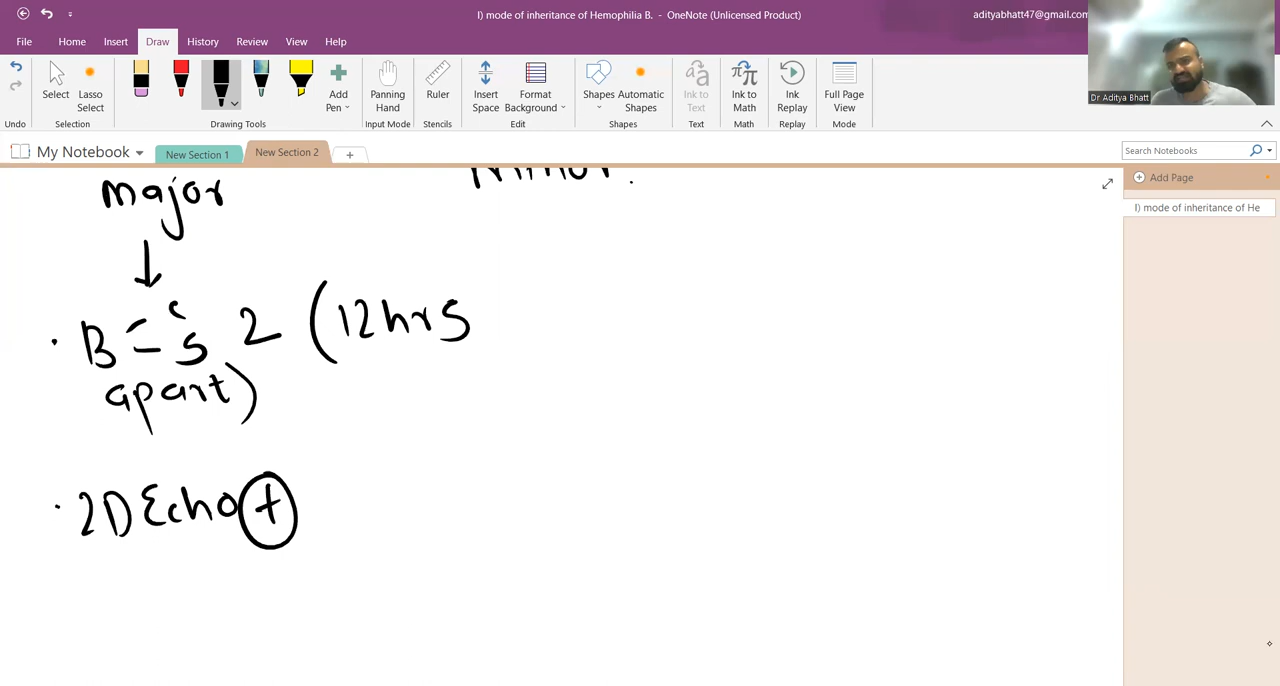 I) mode of inheritance of Hemophilia B. - OneNote (Unlicensed Product)
adityabhatt47@gmail.com
File Home Insert Draw History Review View Help
Select
Lasso Select
Add Pen
Panning Hand
Ruler
Insert Space
Format Background
Shapes
Automatic Shapes
Ink to Text
Ink to Math
Ink Replay
Full Page View
Undo Selection Drawing Tools Input Mode Stencils Edit Shapes Text Math Replay Mode
Dr Aditya Bhatt
My Notebook New Section 1 New Section 2
Search Notebooks
Add Page
I) mode of inheritance of He
major
Minor.
2 (12hrs
apart)
· 2D Echo +